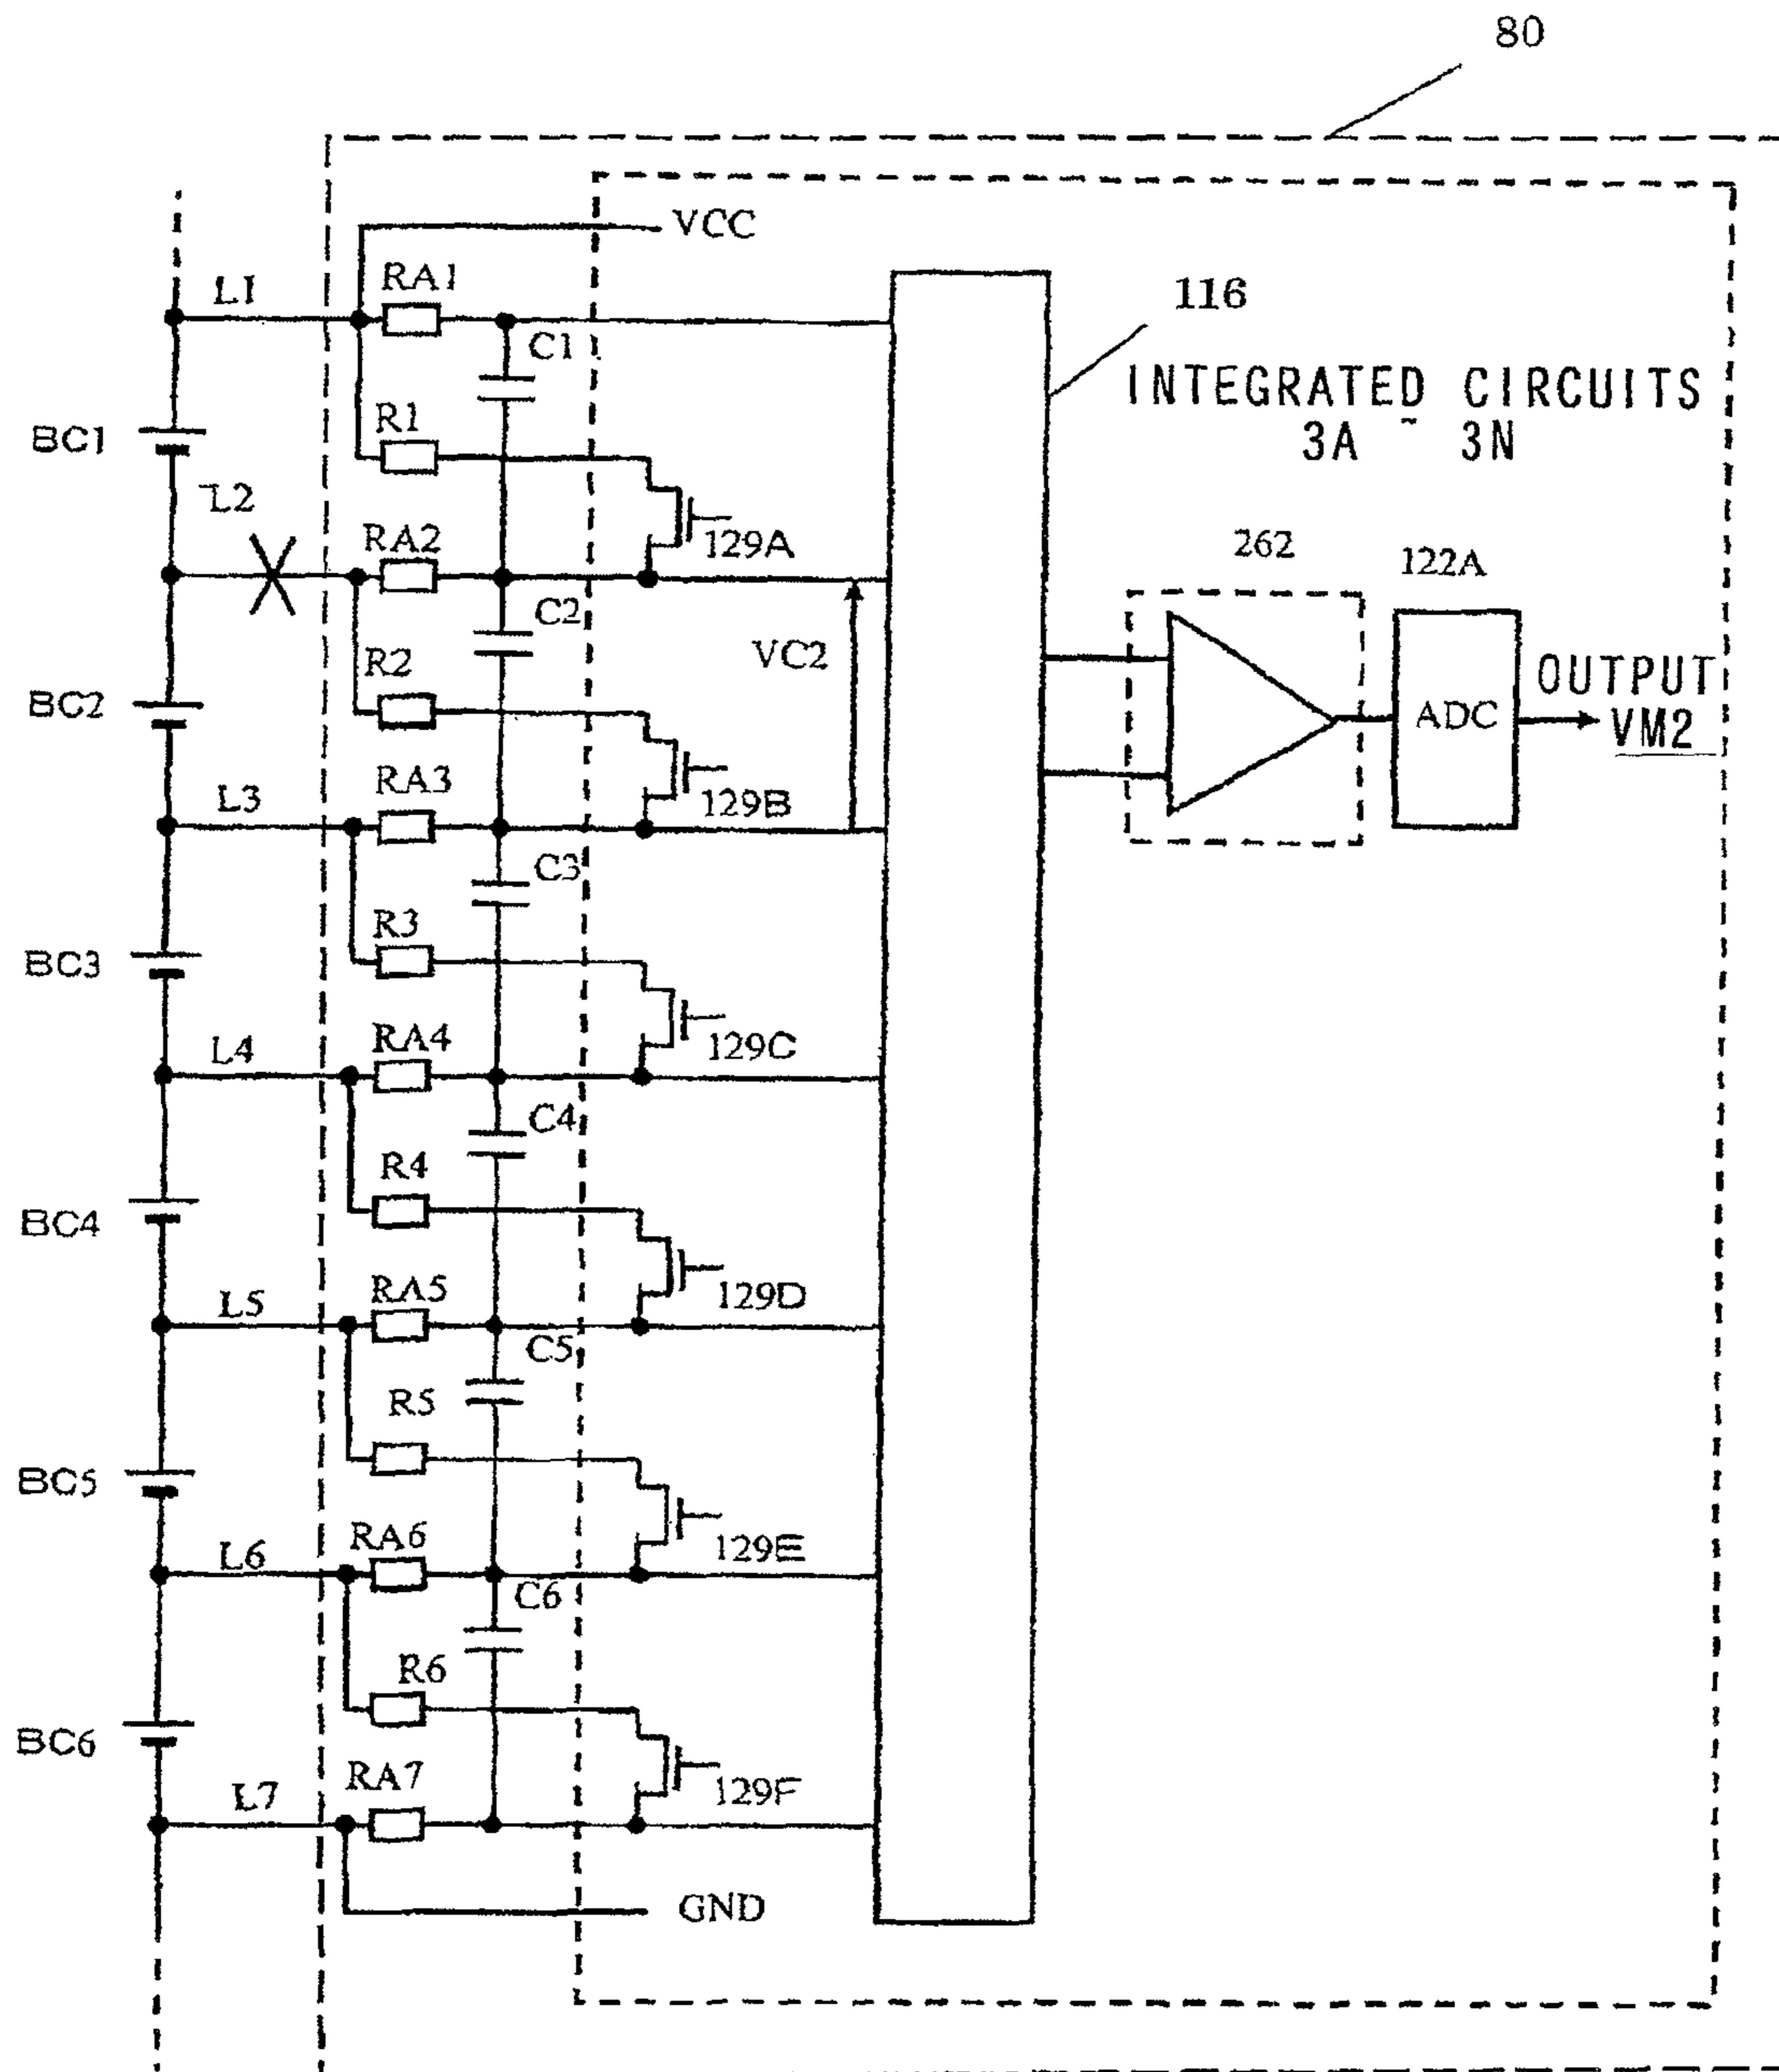 80
VCC
L1
RA1
C1
116
INTEGRATED CIRCUITS
3A ~ 3N
R1
BC1
L2
RA2
129A
262
122A
C2
VC2
R2
OUTPUT
VM2
ADC
BC2
L3
RA3
129B
C3
R3
BC3
L4
RA4
129C
C4
R4
BC4
L5
RA5
129D
C5
R5
BC5
L6
RA6
129E
C6
R6
BC6
L7
RA7
129F
GND